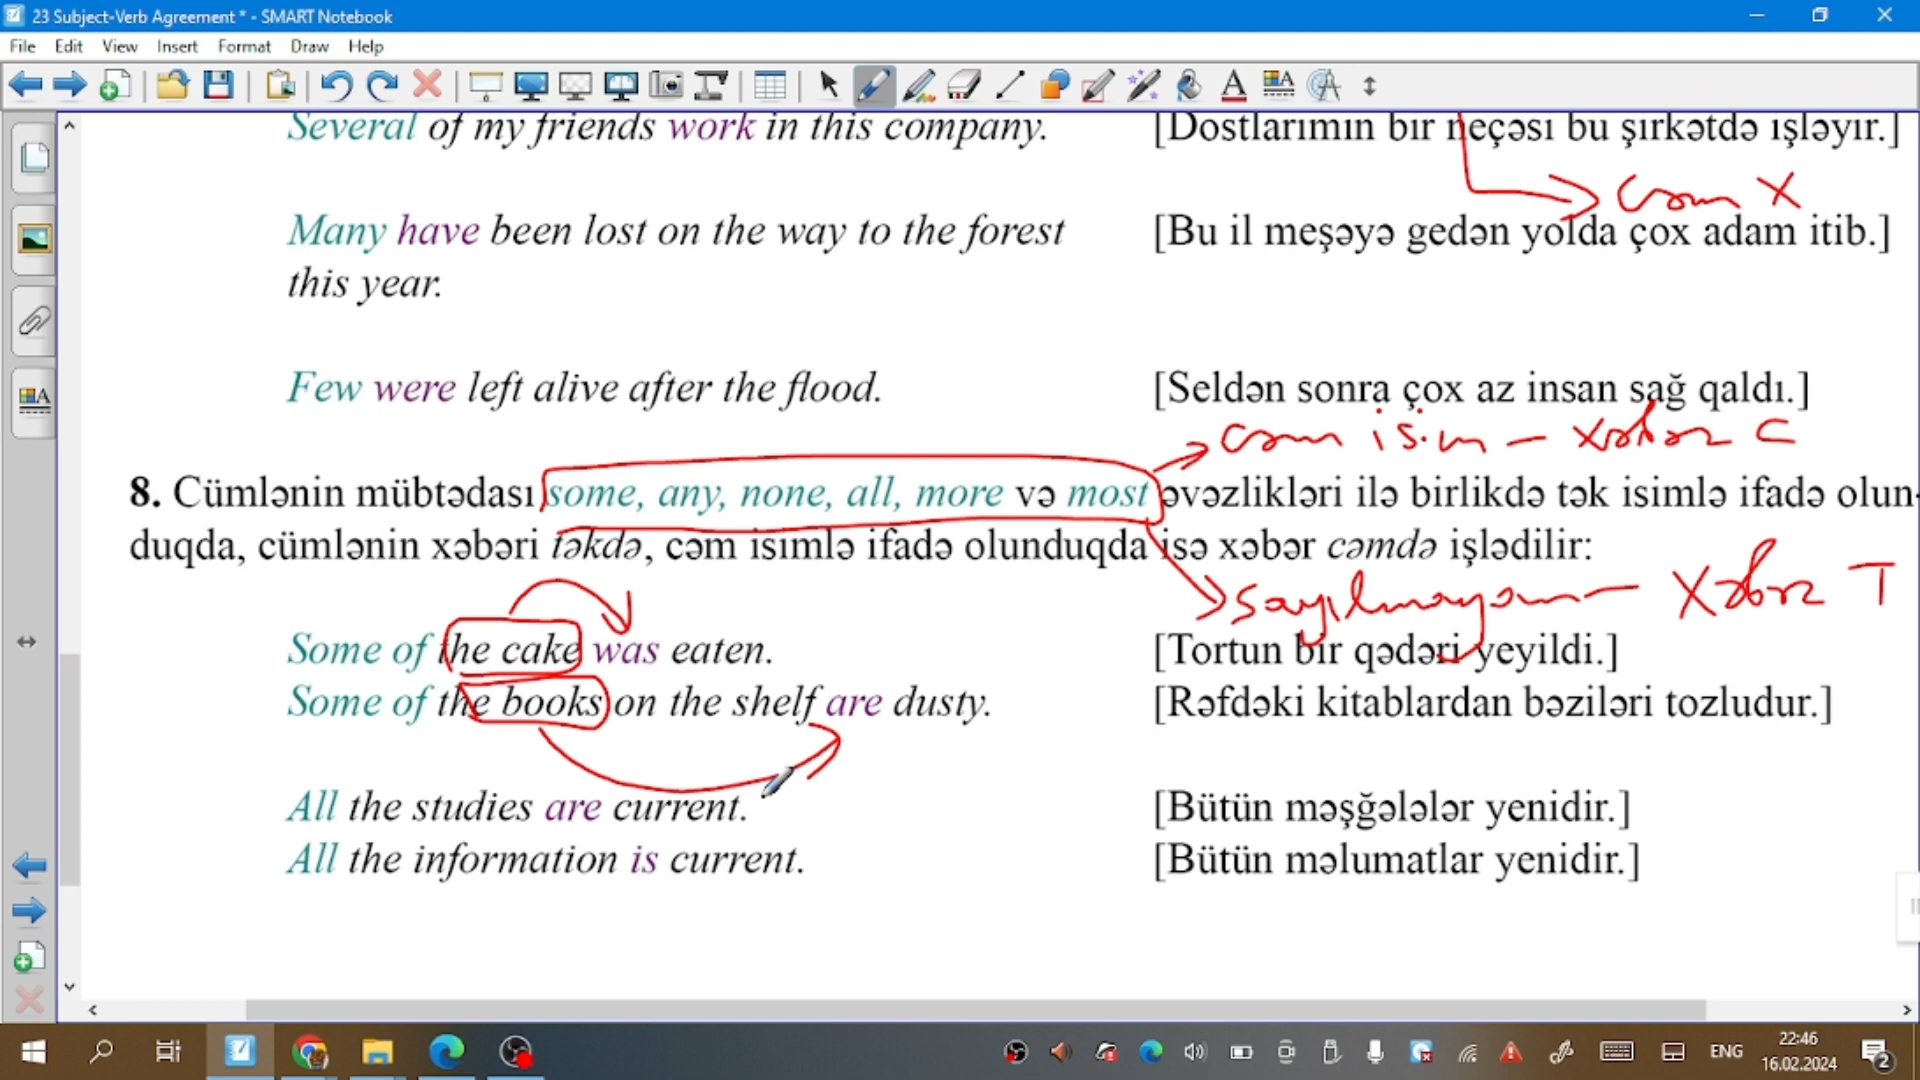 23 Subject-Verb Agreement * - SMART Notebook
File Edit View Insert Format Draw Help
Several of my friends work in this company. [Dostlarımın bir neçəsi bu şirkətdə işləyir.]
cəm X
Many have been lost on the way to the forest [Bu il meşəyə gedən yolda çox adam itib.]
this year.
Few were left alive after the flood. [Seldən sonra çox az insan sağ qaldı.]
cəm isim – xəbər C
8. Cümlənin mübtədası some, any, none, all, more və most əvəzlikləri ilə birlikdə tək isimlə ifadə olun-
duqda, cümlənin xəbəri təkdə, cəm isimlə ifadə olunduqda isə xəbər cəmdə işlədilir:
sayılmayan – Xəbər T
Some of the cake was eaten. [Tortun bir qədəri yeyildi.]
Some of the books on the shelf are dusty. [Rəfdəki kitablardan bəziləri tozludur.]
All the studies are current. [Bütün məşğələlər yenidir.]
All the information is current. [Bütün məlumatlar yenidir.]
ENG
22:46
16.02.2024
2